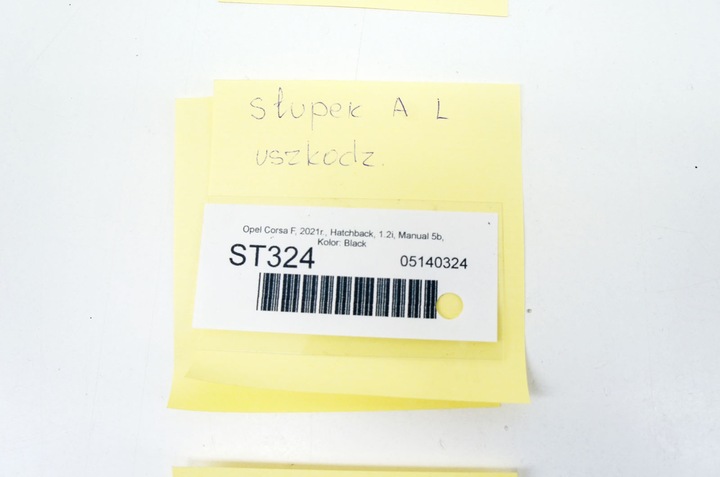 Słupek A L
uszkodz.
Opel Corsa F, 2021r., Hatchback, 1.2i, Manual 5b,
Kolor: Black
ST324 05140324